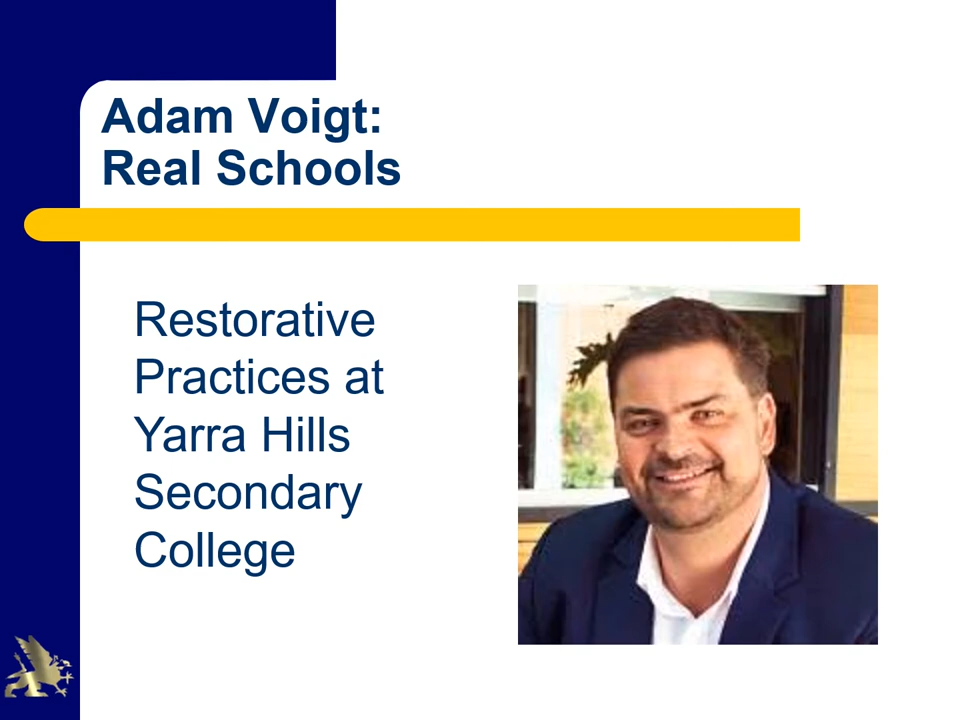 Adam Voigt:
Real Schools
Restorative
Practices at
Yarra Hills
Secondary
College